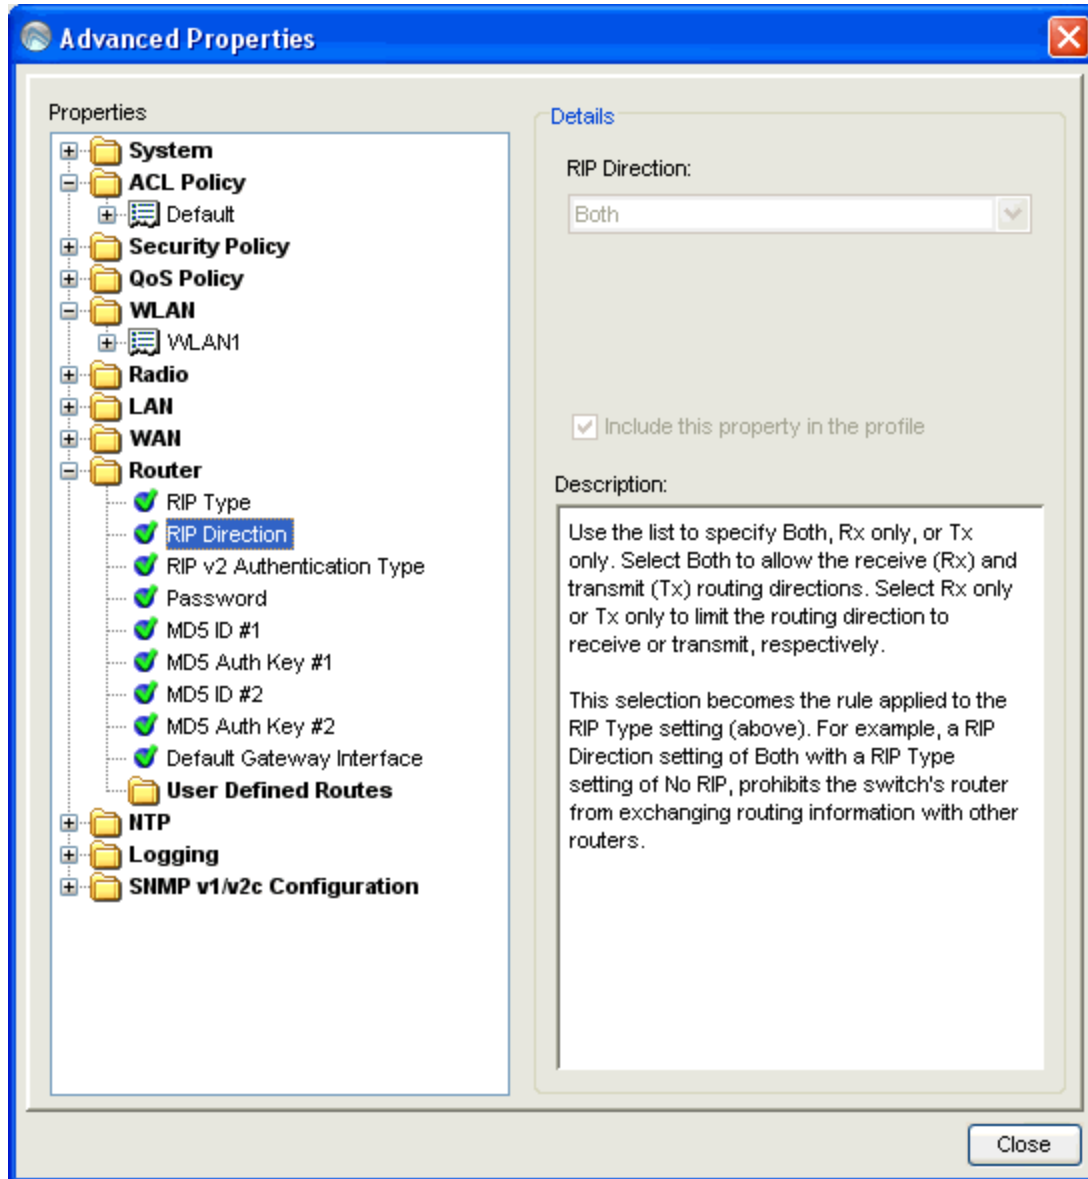 Advanced Properties
Properties
System
ACL Policy
Default
Security Policy
QoS Policy
WLAN
WLAN1
Radio
LAN
WAN
Router
RIP Type
RIP Direction
RIP v2 Authentication Type
Password
MD5 ID #1
MD5 Auth Key #1
MD5 ID #2
MD5 Auth Key #2
Default Gateway Interface
User Defined Routes
NTP
Logging
SNMP v1/v2c Configuration
Details
RIP Direction:
Both
Include this property in the profile
Description:
Use the list to specify Both, Rx only, or Tx
only. Select Both to allow the receive (Rx) and
transmit (Tx) routing directions. Select Rx only
or Tx only to limit the routing direction to
receive or transmit, respectively.
This selection becomes the rule applied to the
RIP Type setting (above). For example, a RIP
Direction setting of Both with a RIP Type
setting of No RIP, prohibits the switch's router
from exchanging routing information with other
routers.
Close